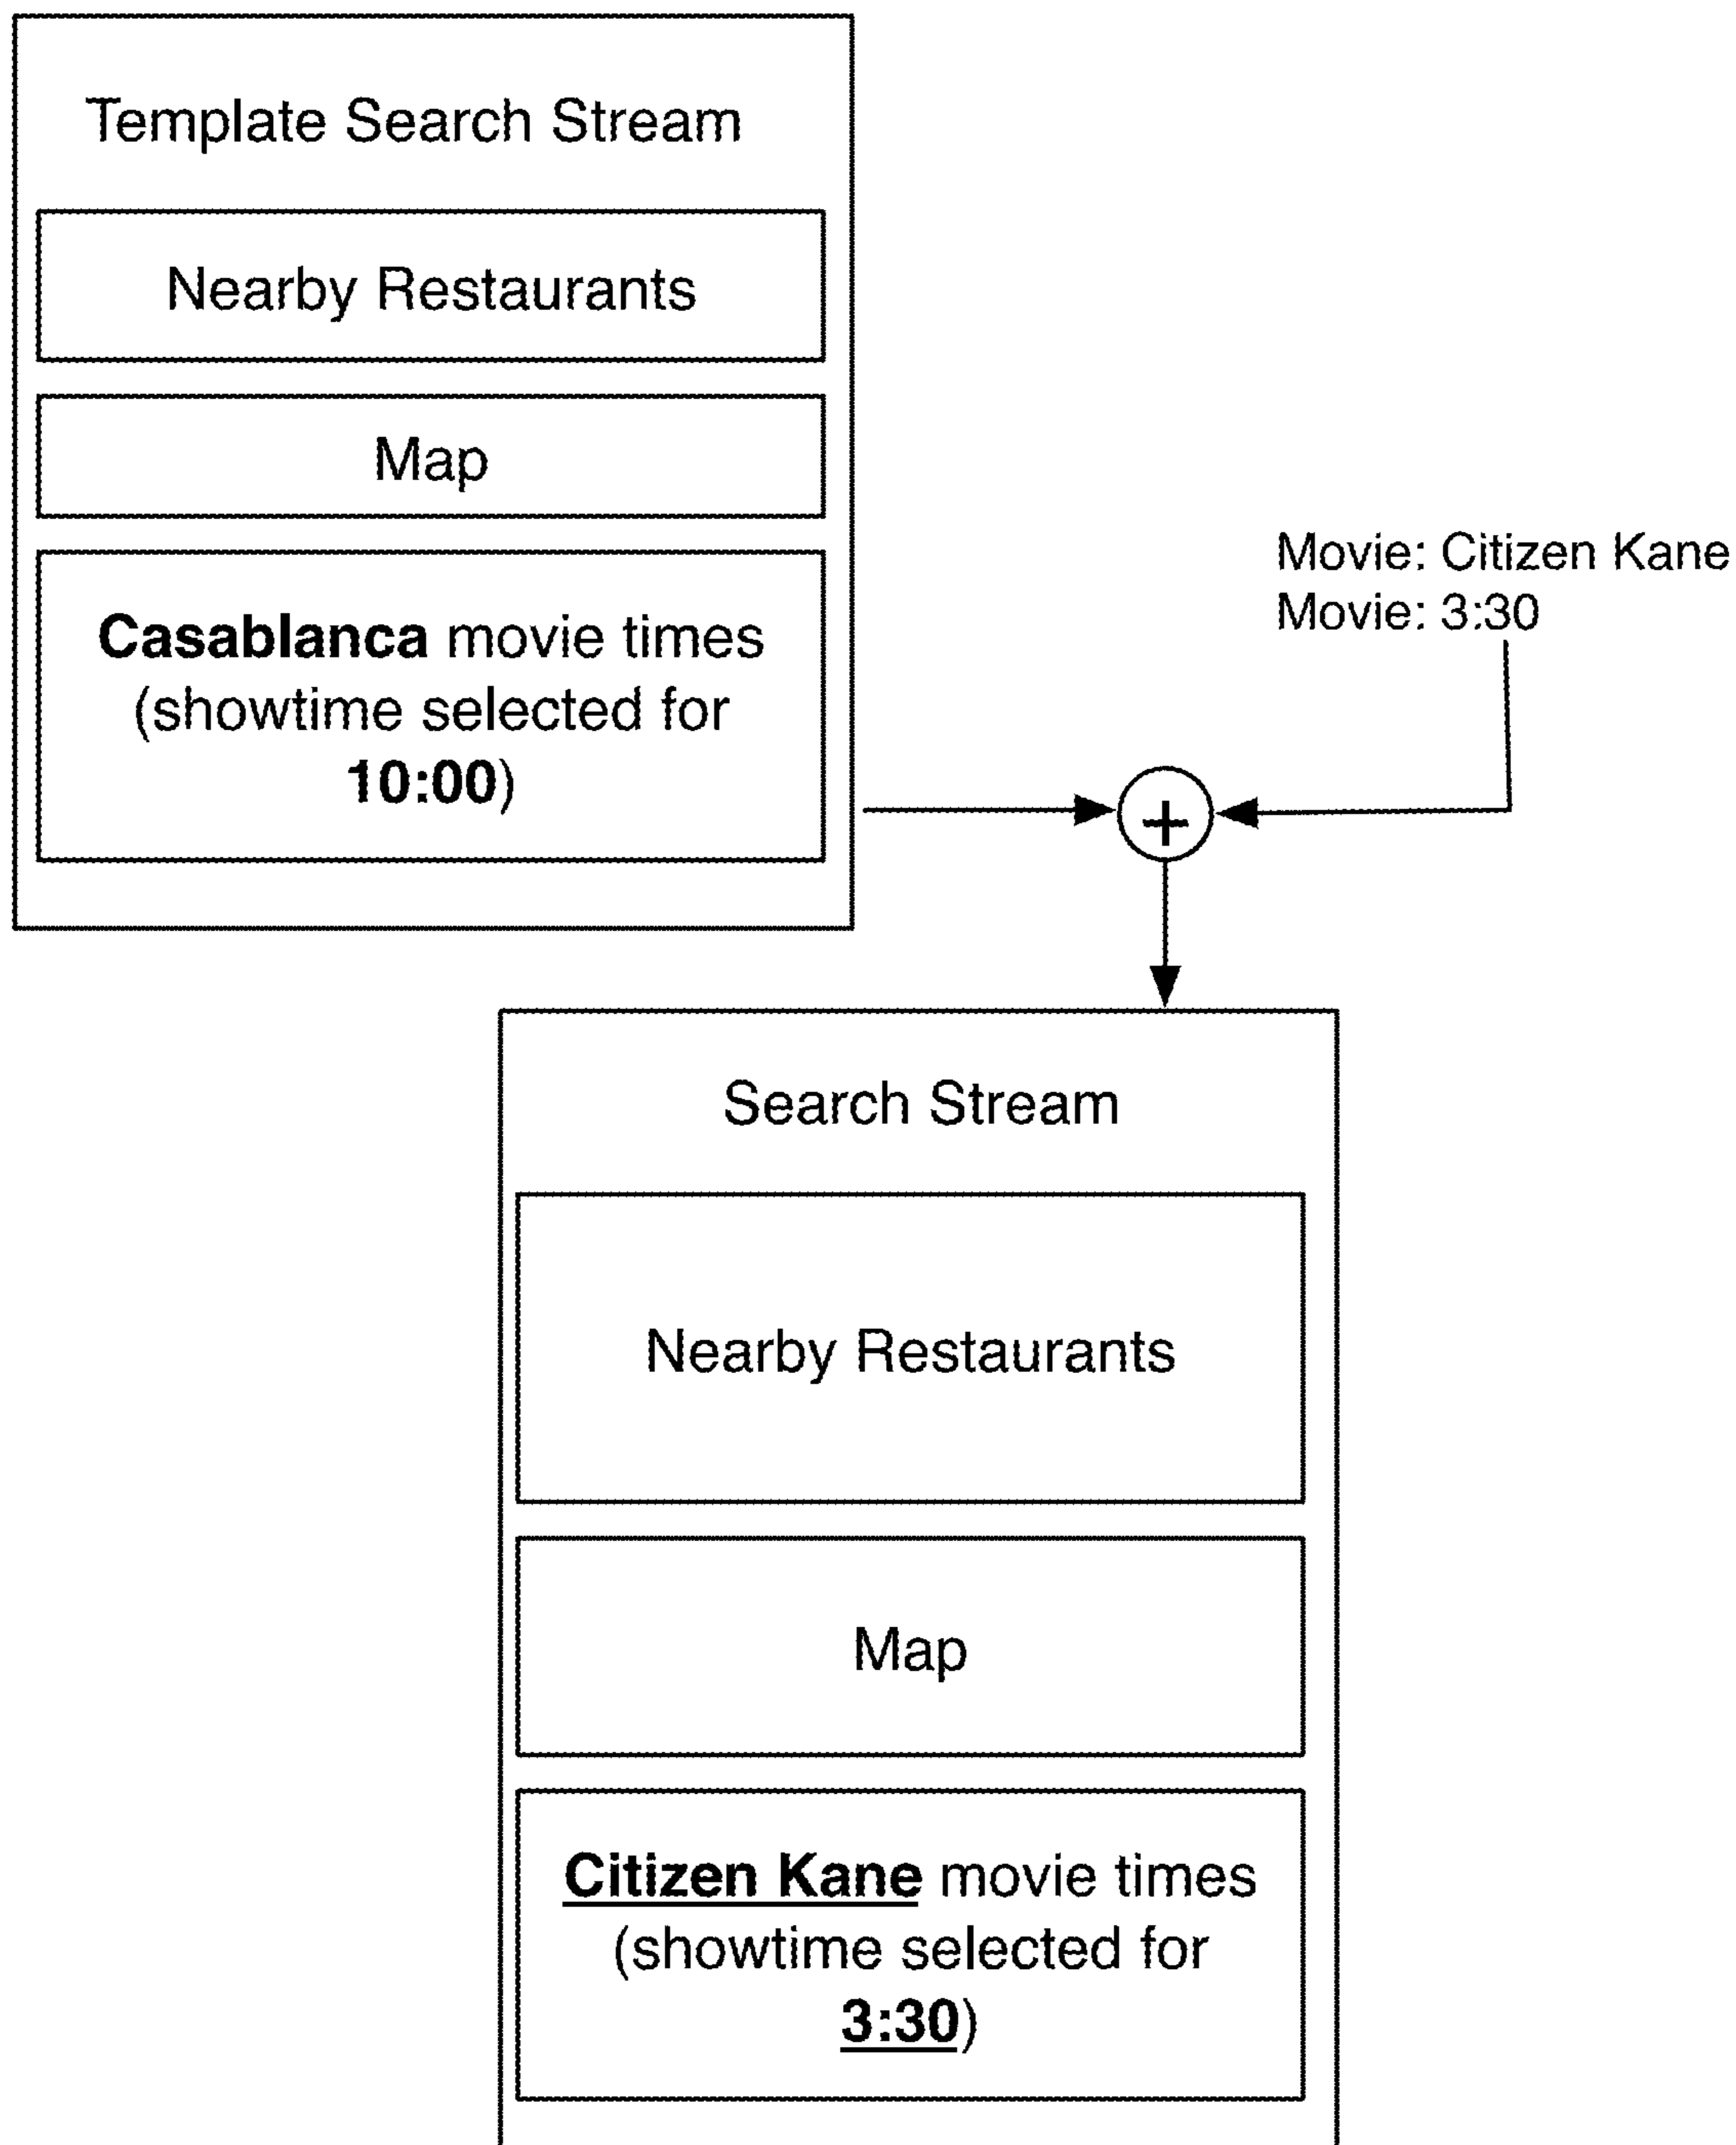 Template Search Stream
Nearby Restaurants
Map
Casablanca movie times
(showtime selected for
10:00)
Movie: Citizen Kane
Movie: 3:30
+
Search Stream
Nearby Restaurants
Map
Citizen Kane movie times
(showtime selected for
3:30)